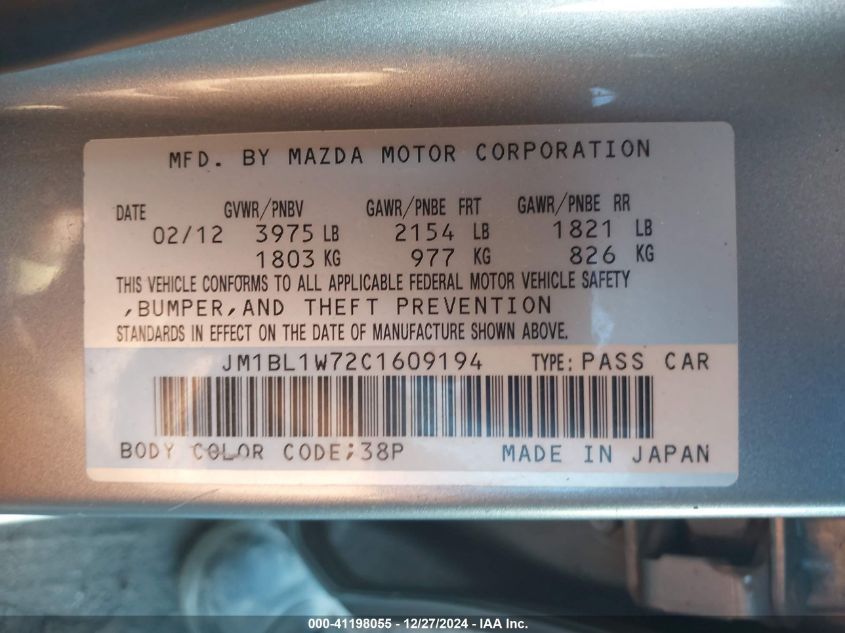 MFD. BY MAZDA MOTOR CORPORATION
DATE GVWR/PNBV GAWR/PNBE FRT GAWR/PNBE RR
02/12 3975 LB 2154 LB 1821 LB
1803 KG 977 KG 826 KG
THIS VEHICLE CONFORMS TO ALL APPLICABLE FEDERAL MOTOR VEHICLE SAFETY
,BUMPER,AND THEFT PREVENTION
STANDARDS IN EFFECT ON THE DATE OF MANUFACTURE SHOWN ABOVE.
JM1BL1W72C1609194 TYPE: PASS CAR
BODY COLOR CODE;38P MADE IN JAPAN
000-41198055 - 12/27/2024 - IAA Inc.